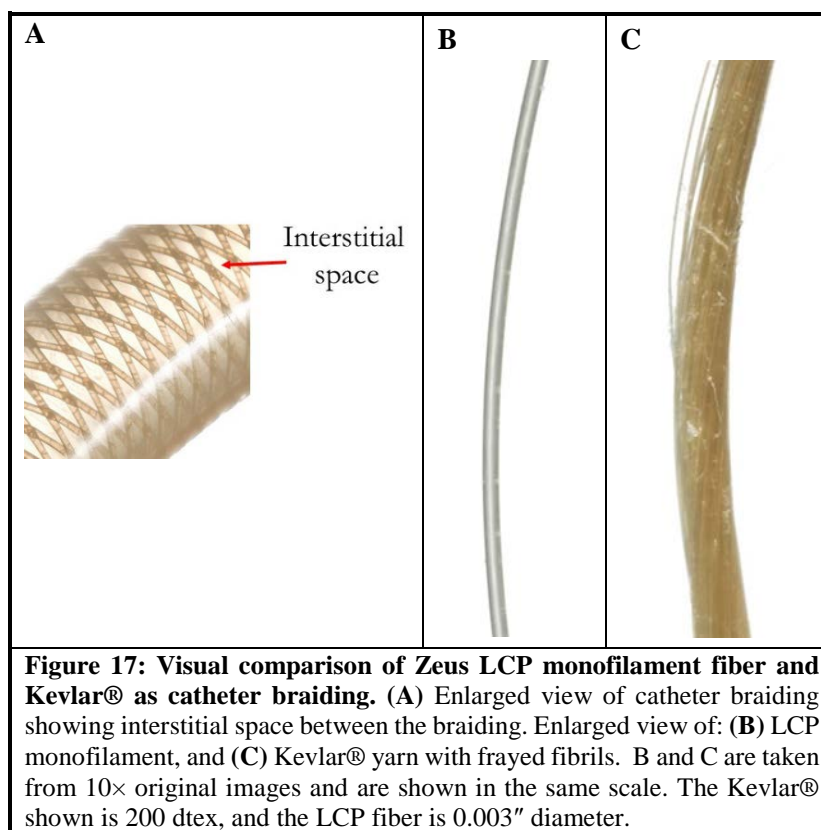 A
B
C
Interstitial
space
Figure 17: Visual comparison of Zeus LCP monofilament fiber and
Kevlar® as catheter braiding. (A) Enlarged view of catheter braiding
showing interstitial space between the braiding. Enlarged view of: (B) LCP
monofilament, and (C) Kevlar® yarn with frayed fibrils. B and C are taken
from 10× original images and are shown in the same scale. The Kevlar®
shown is 200 dtex, and the LCP fiber is 0.003″ diameter.